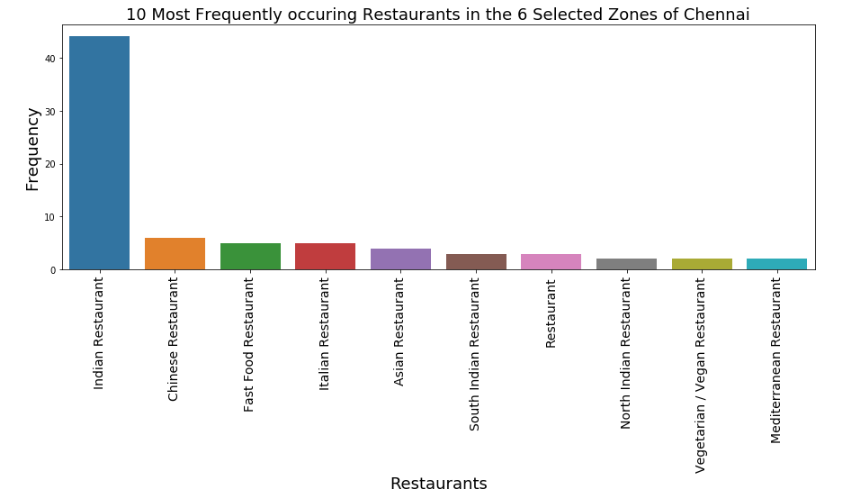 10 Most Frequently occuring Restaurants in the 6 Selected Zones of Chennai
Frequency
40
30
20
10
0
Indian Restaurant
Chinese Restaurant
Fast Food Restaurant
Italian Restaurant
Asian Restaurant
South Indian Restaurant
Restaurant
North Indian Restaurant
Vegetarian / Vegan Restaurant
Mediterranean Restaurant
Restaurants